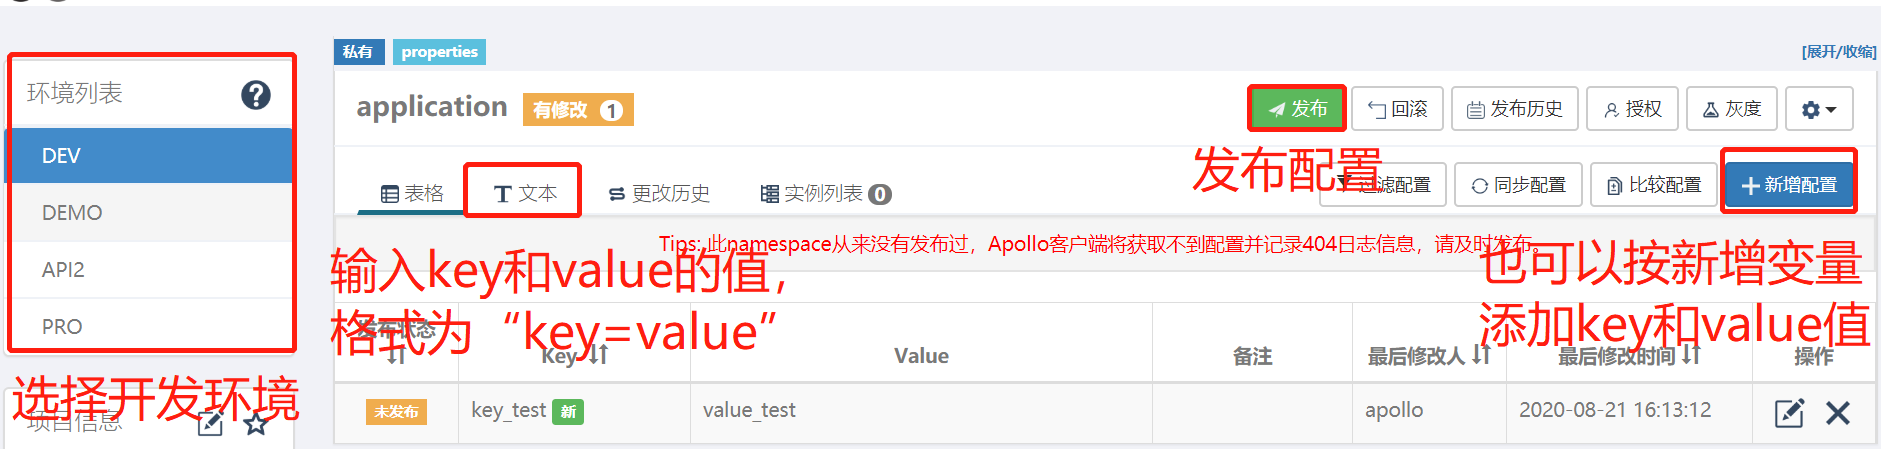 私有 properties [展开/收缩]
环境列表
application 有修改 1 发布 回滚 发布历史 授权 灰度
DEV
发布配置
表格 文本 更改历史 实例列表 0 过滤配置 同步配置 比较配置 新增配置
DEMO
Tips: 此namespace从来没有发布过，Apollo客户端将获取不到配置并记录404日志信息，请及时发布。
API2
输入key和value的值，
格式为“key=value”
也可以按新增变量
添加key和value值
PRO
发布状态 Key Value 备注 最后修改人 最后修改时间 操作
选择开发环境
项目信息
未发布 key_test 新 value_test apollo 2020-08-21 16:13:12